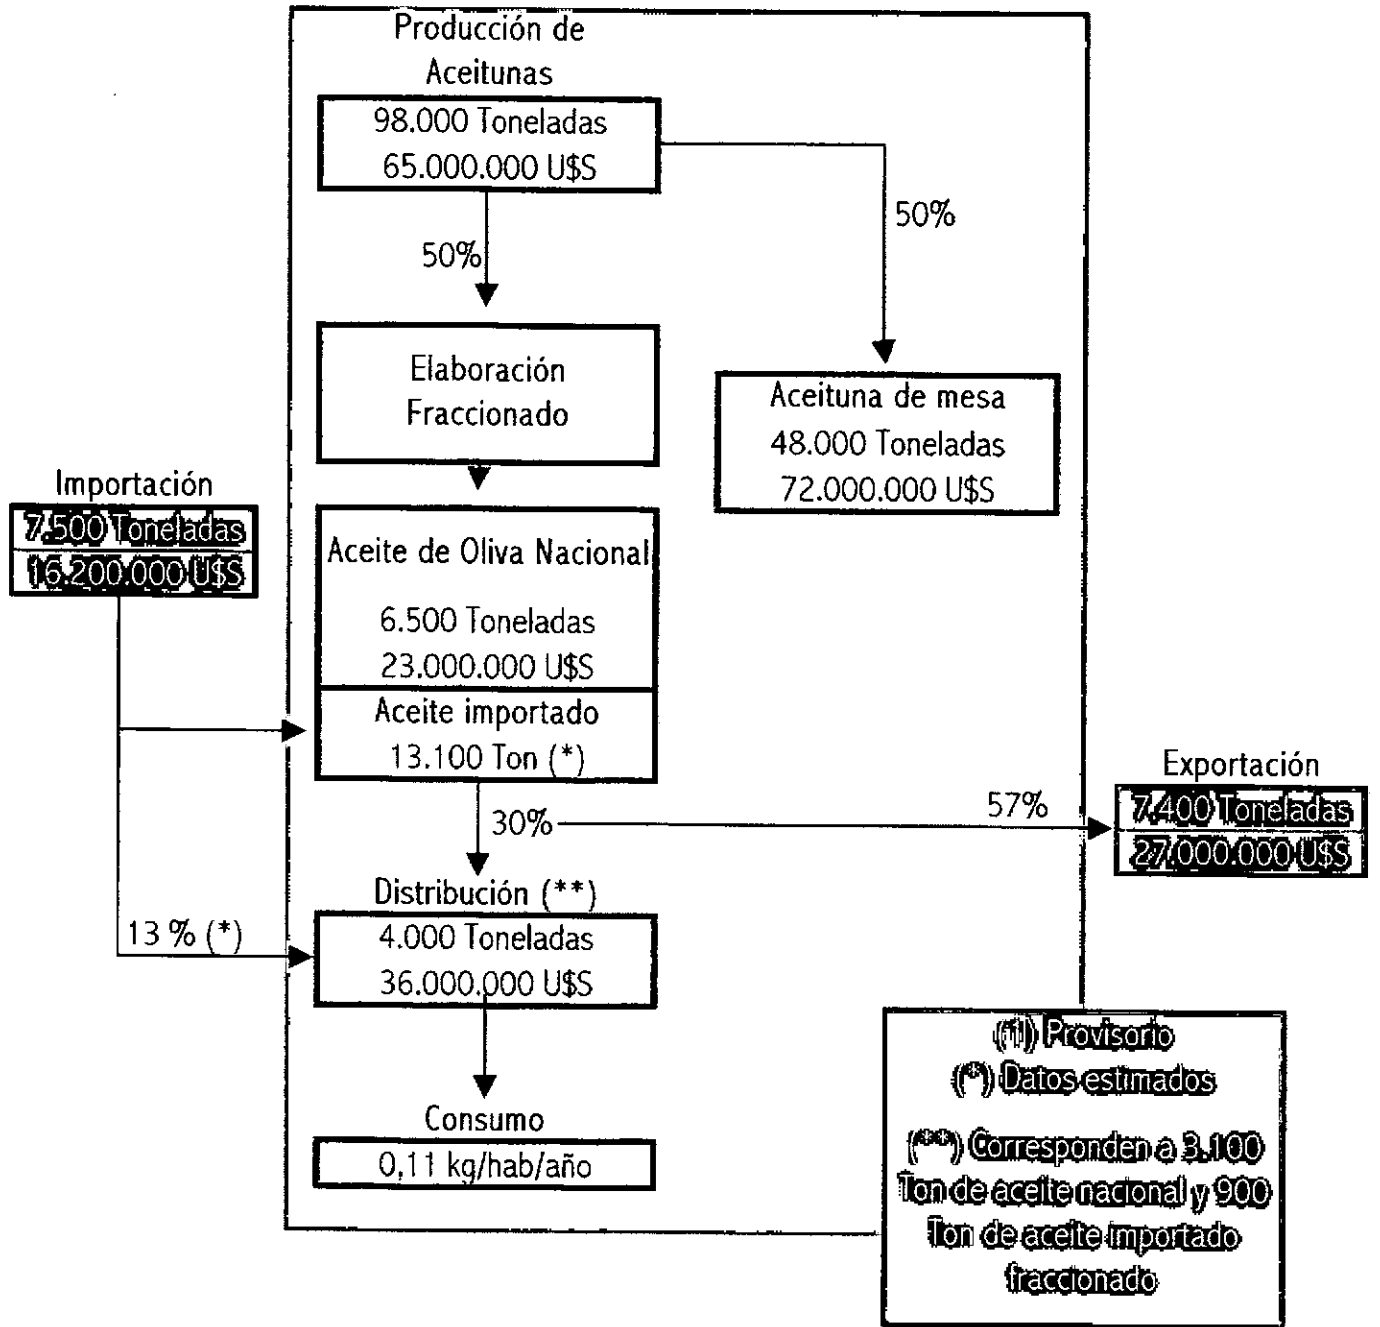 Producción de
Aceitunas
98.000 Toneladas
65.000.000 U$S
50%
50%
Elaboración
Fraccionado
Aceituna de mesa
48.000 Toneladas
72.000.000 U$S
Importación
7.500 Toneladas
16.200.000 U$S
Aceite de Oliva Nacional
6.500 Toneladas
23.000.000 U$S
Aceite importado
13.100 Ton (*)
30%
57%
Exportación
7.400 Toneladas
27.000.000 U$S
Distribución (**)
13 % (*)
4.000 Toneladas
36.000.000 U$S
Consumo
0,11 kg/hab/año
(1) Provisorio
(*) Datos estimados
(**) Corresponden a 3.100
Ton de aceite nacional y 900
Ton de aceite importado
fraccionado